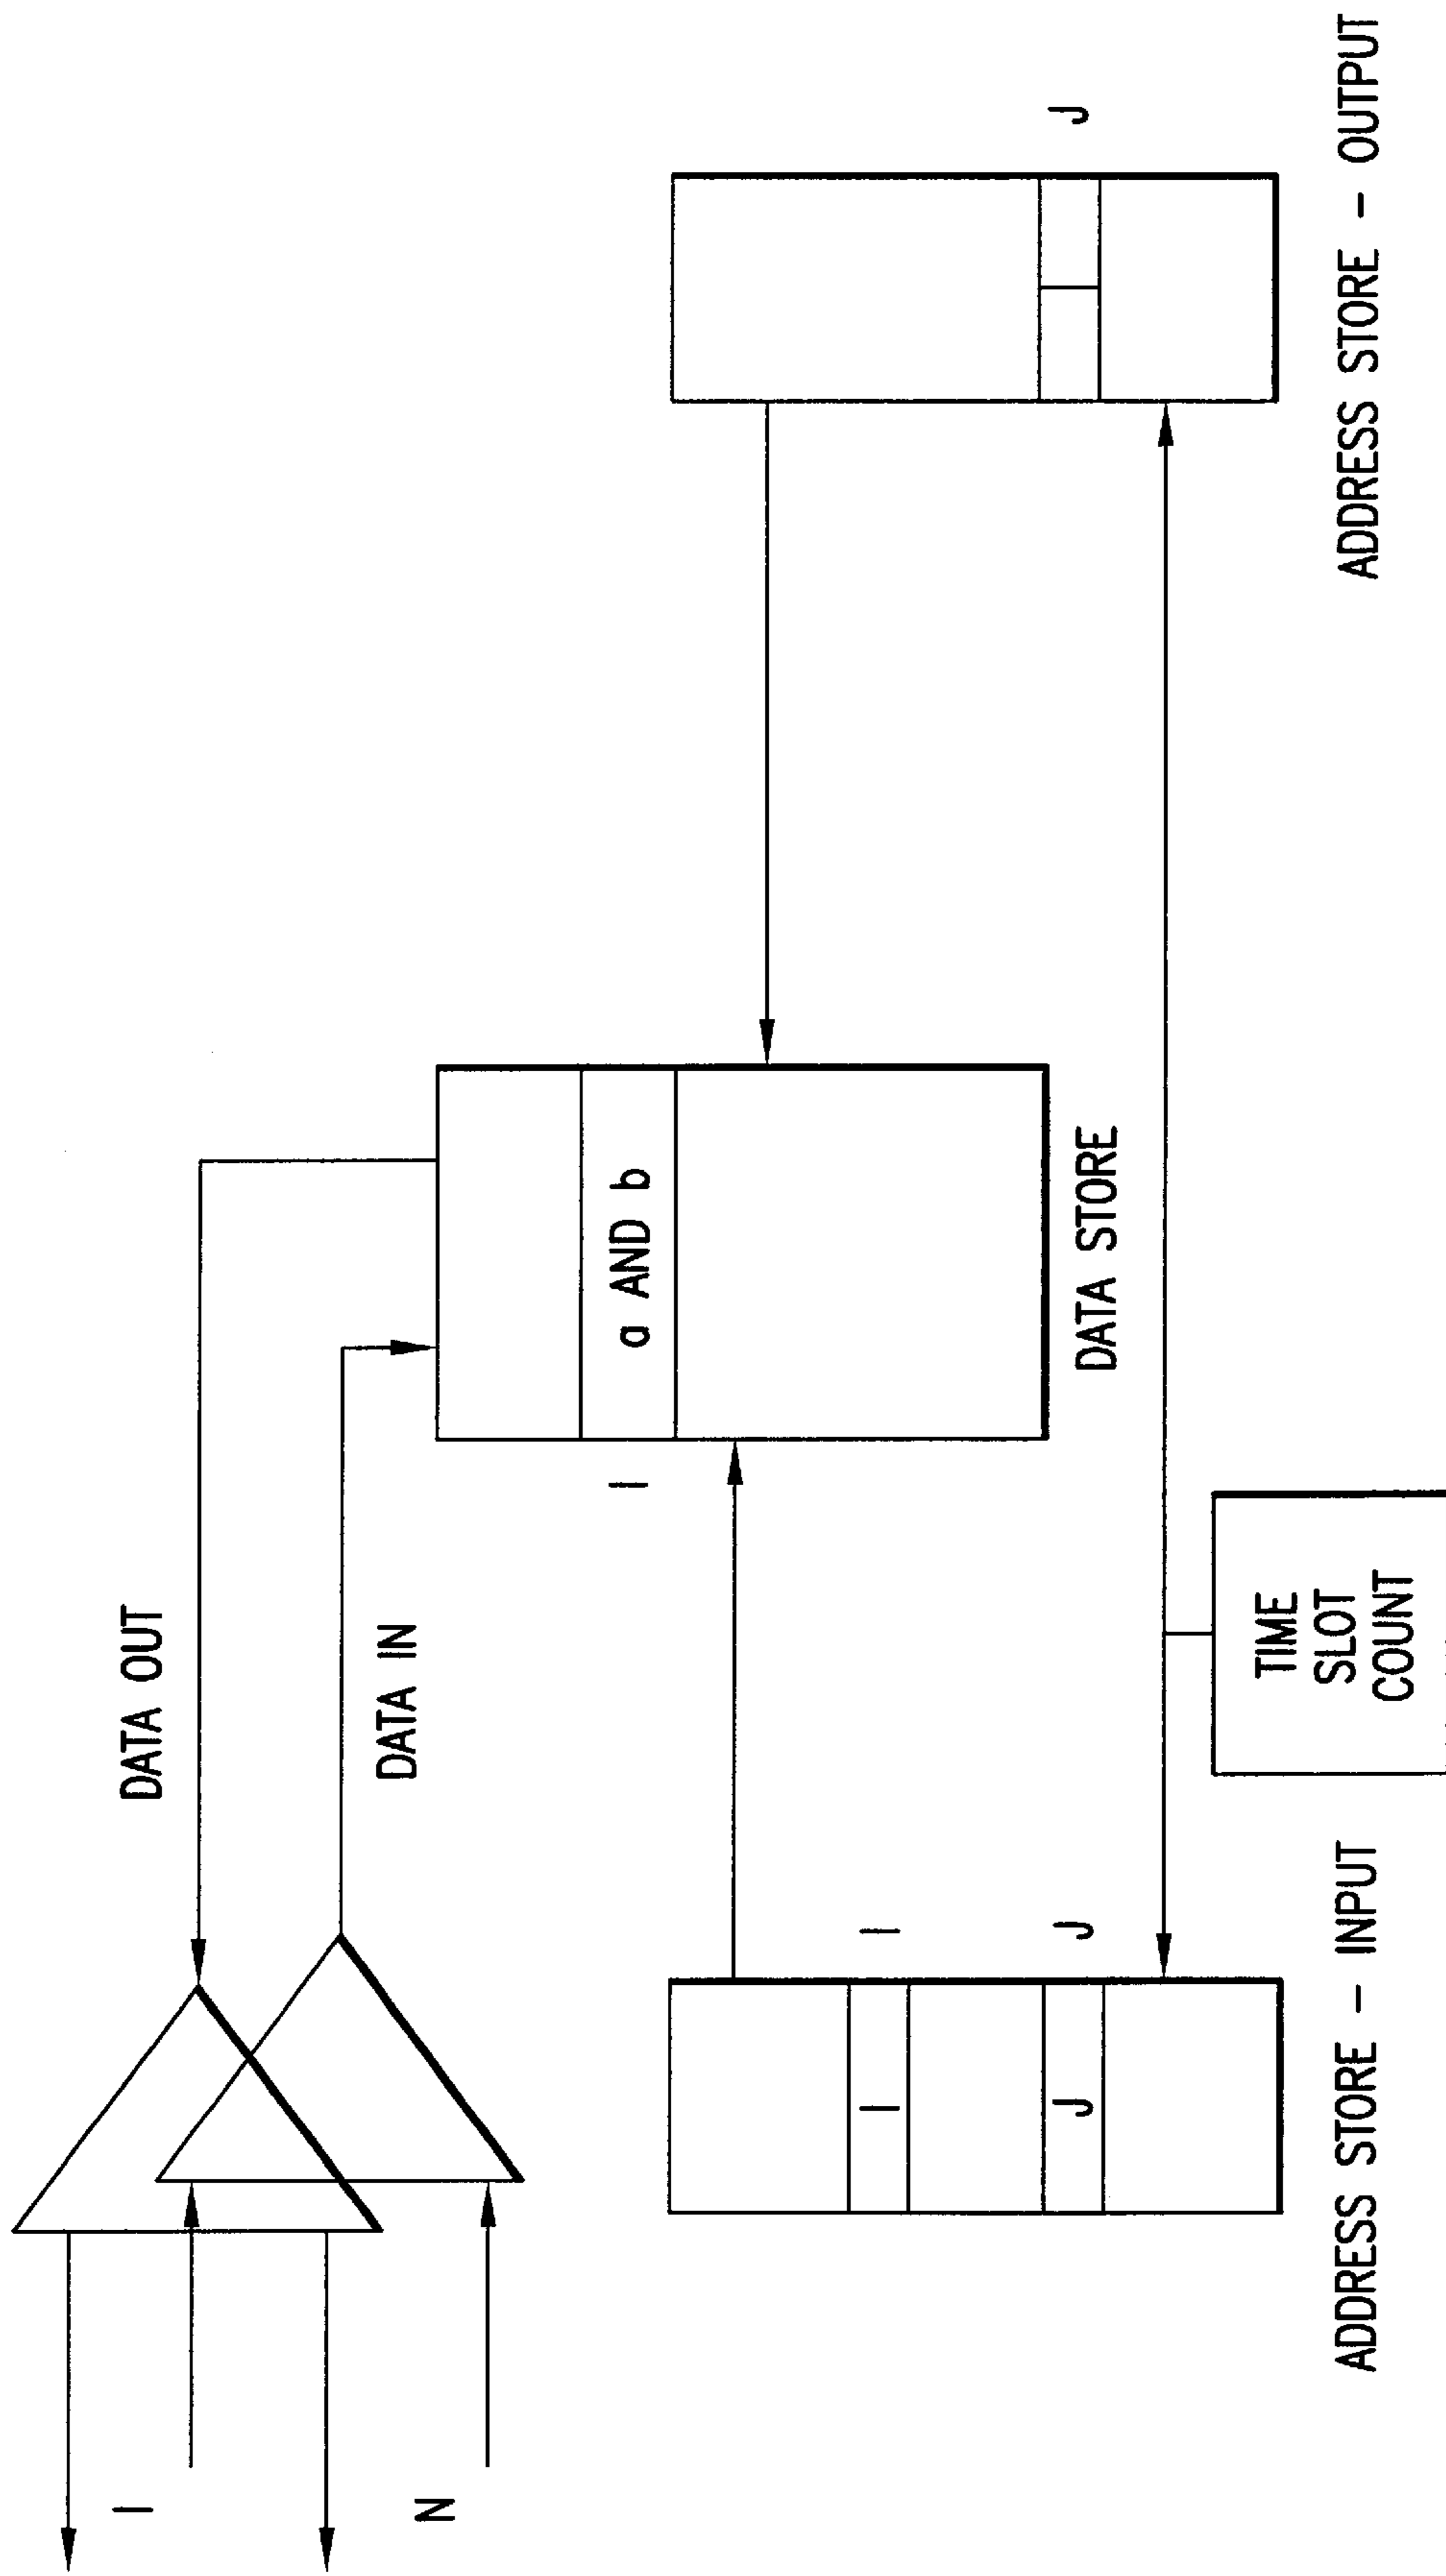 DATA OUT
I
DATA IN
N
I
a AND b
DATA STORE
I
I
J
J
J
TIME
SLOT
COUNT
ADDRESS STORE - INPUT
ADDRESS STORE - OUTPUT